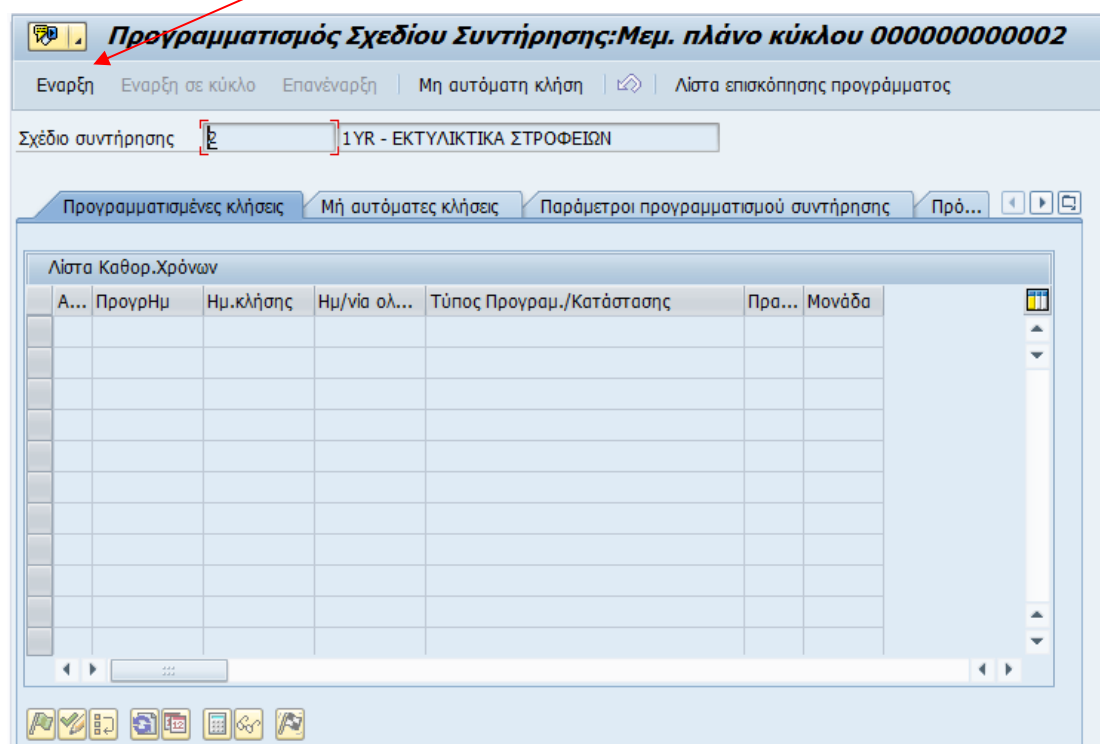 Προγραμματισμός Σχεδίου Συντήρησης:Μεμ. πλάνο κύκλου 000000000002
Εναρξη Εναρξη σε κύκλο Επανέναρξη Μη αυτόματη κλήση Λίστα επισκόπησης προγράμματος
Σχέδιο συντήρησης 2 1YR - ΕΚΤΥΛΙΚΤΙΚΑ ΣΤΡΟΦΕΙΩΝ
Προγραμματισμένες κλήσεις Μή αυτόματες κλήσεις Παράμετροι προγραμματισμού συντήρησης Πρό...
Λίστα Καθορ.Χρόνων
Α... ΠρογρΗμ Ημ.κλήσης Ημ/νία ολ... Τύπος Προγραμ./Κατάστασης Πρα... Μονάδα